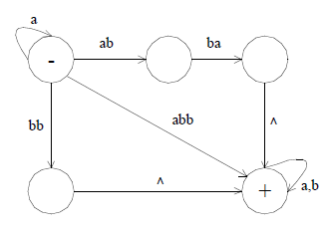 a
ab ba
-
bb abb ^
^ + a,b